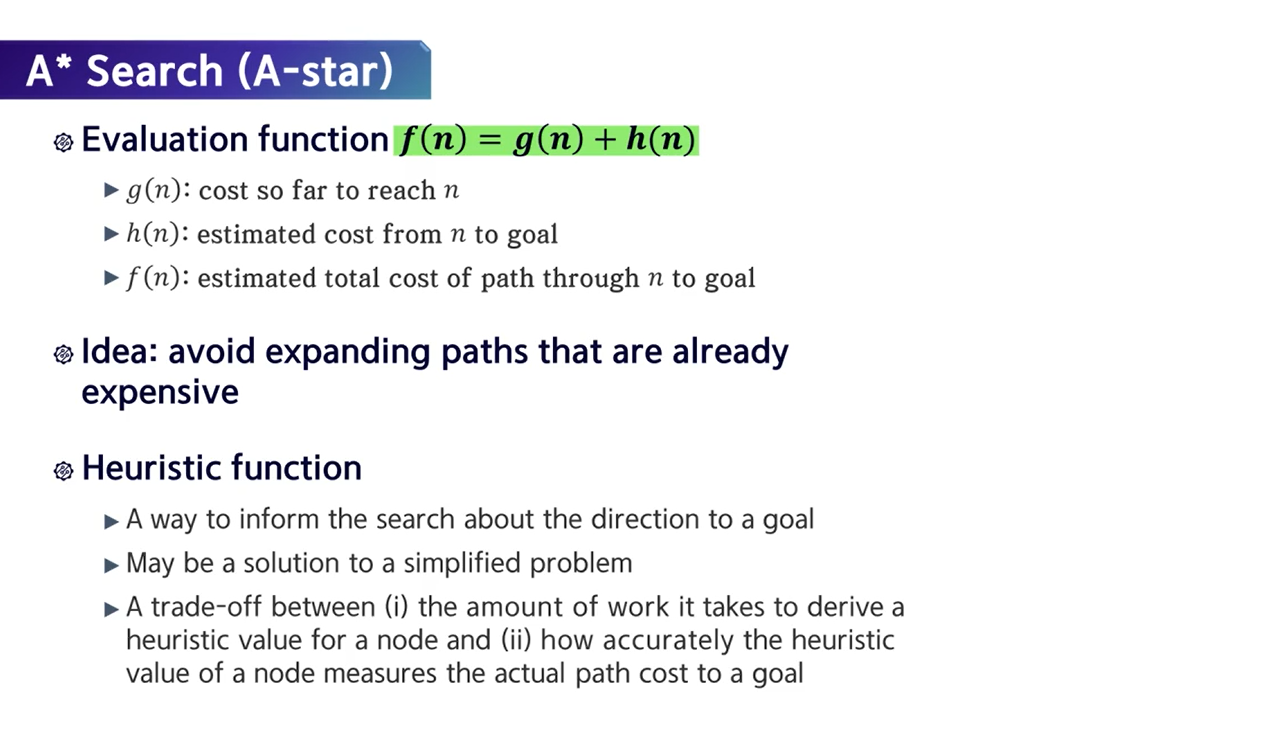 A* Search (A-star)
Evaluation function f(n) = g(n) + h(n)
g(n): cost so far to reach n
h(n): estimated cost from n to goal
f(n): estimated total cost of path through n to goal
Idea: avoid expanding paths that are already
expensive
Heuristic function
A way to inform the search about the direction to a goal
May be a solution to a simplified problem
A trade-off between (i) the amount of work it takes to derive a
heuristic value for a node and (ii) how accurately the heuristic
value of a node measures the actual path cost to a goal